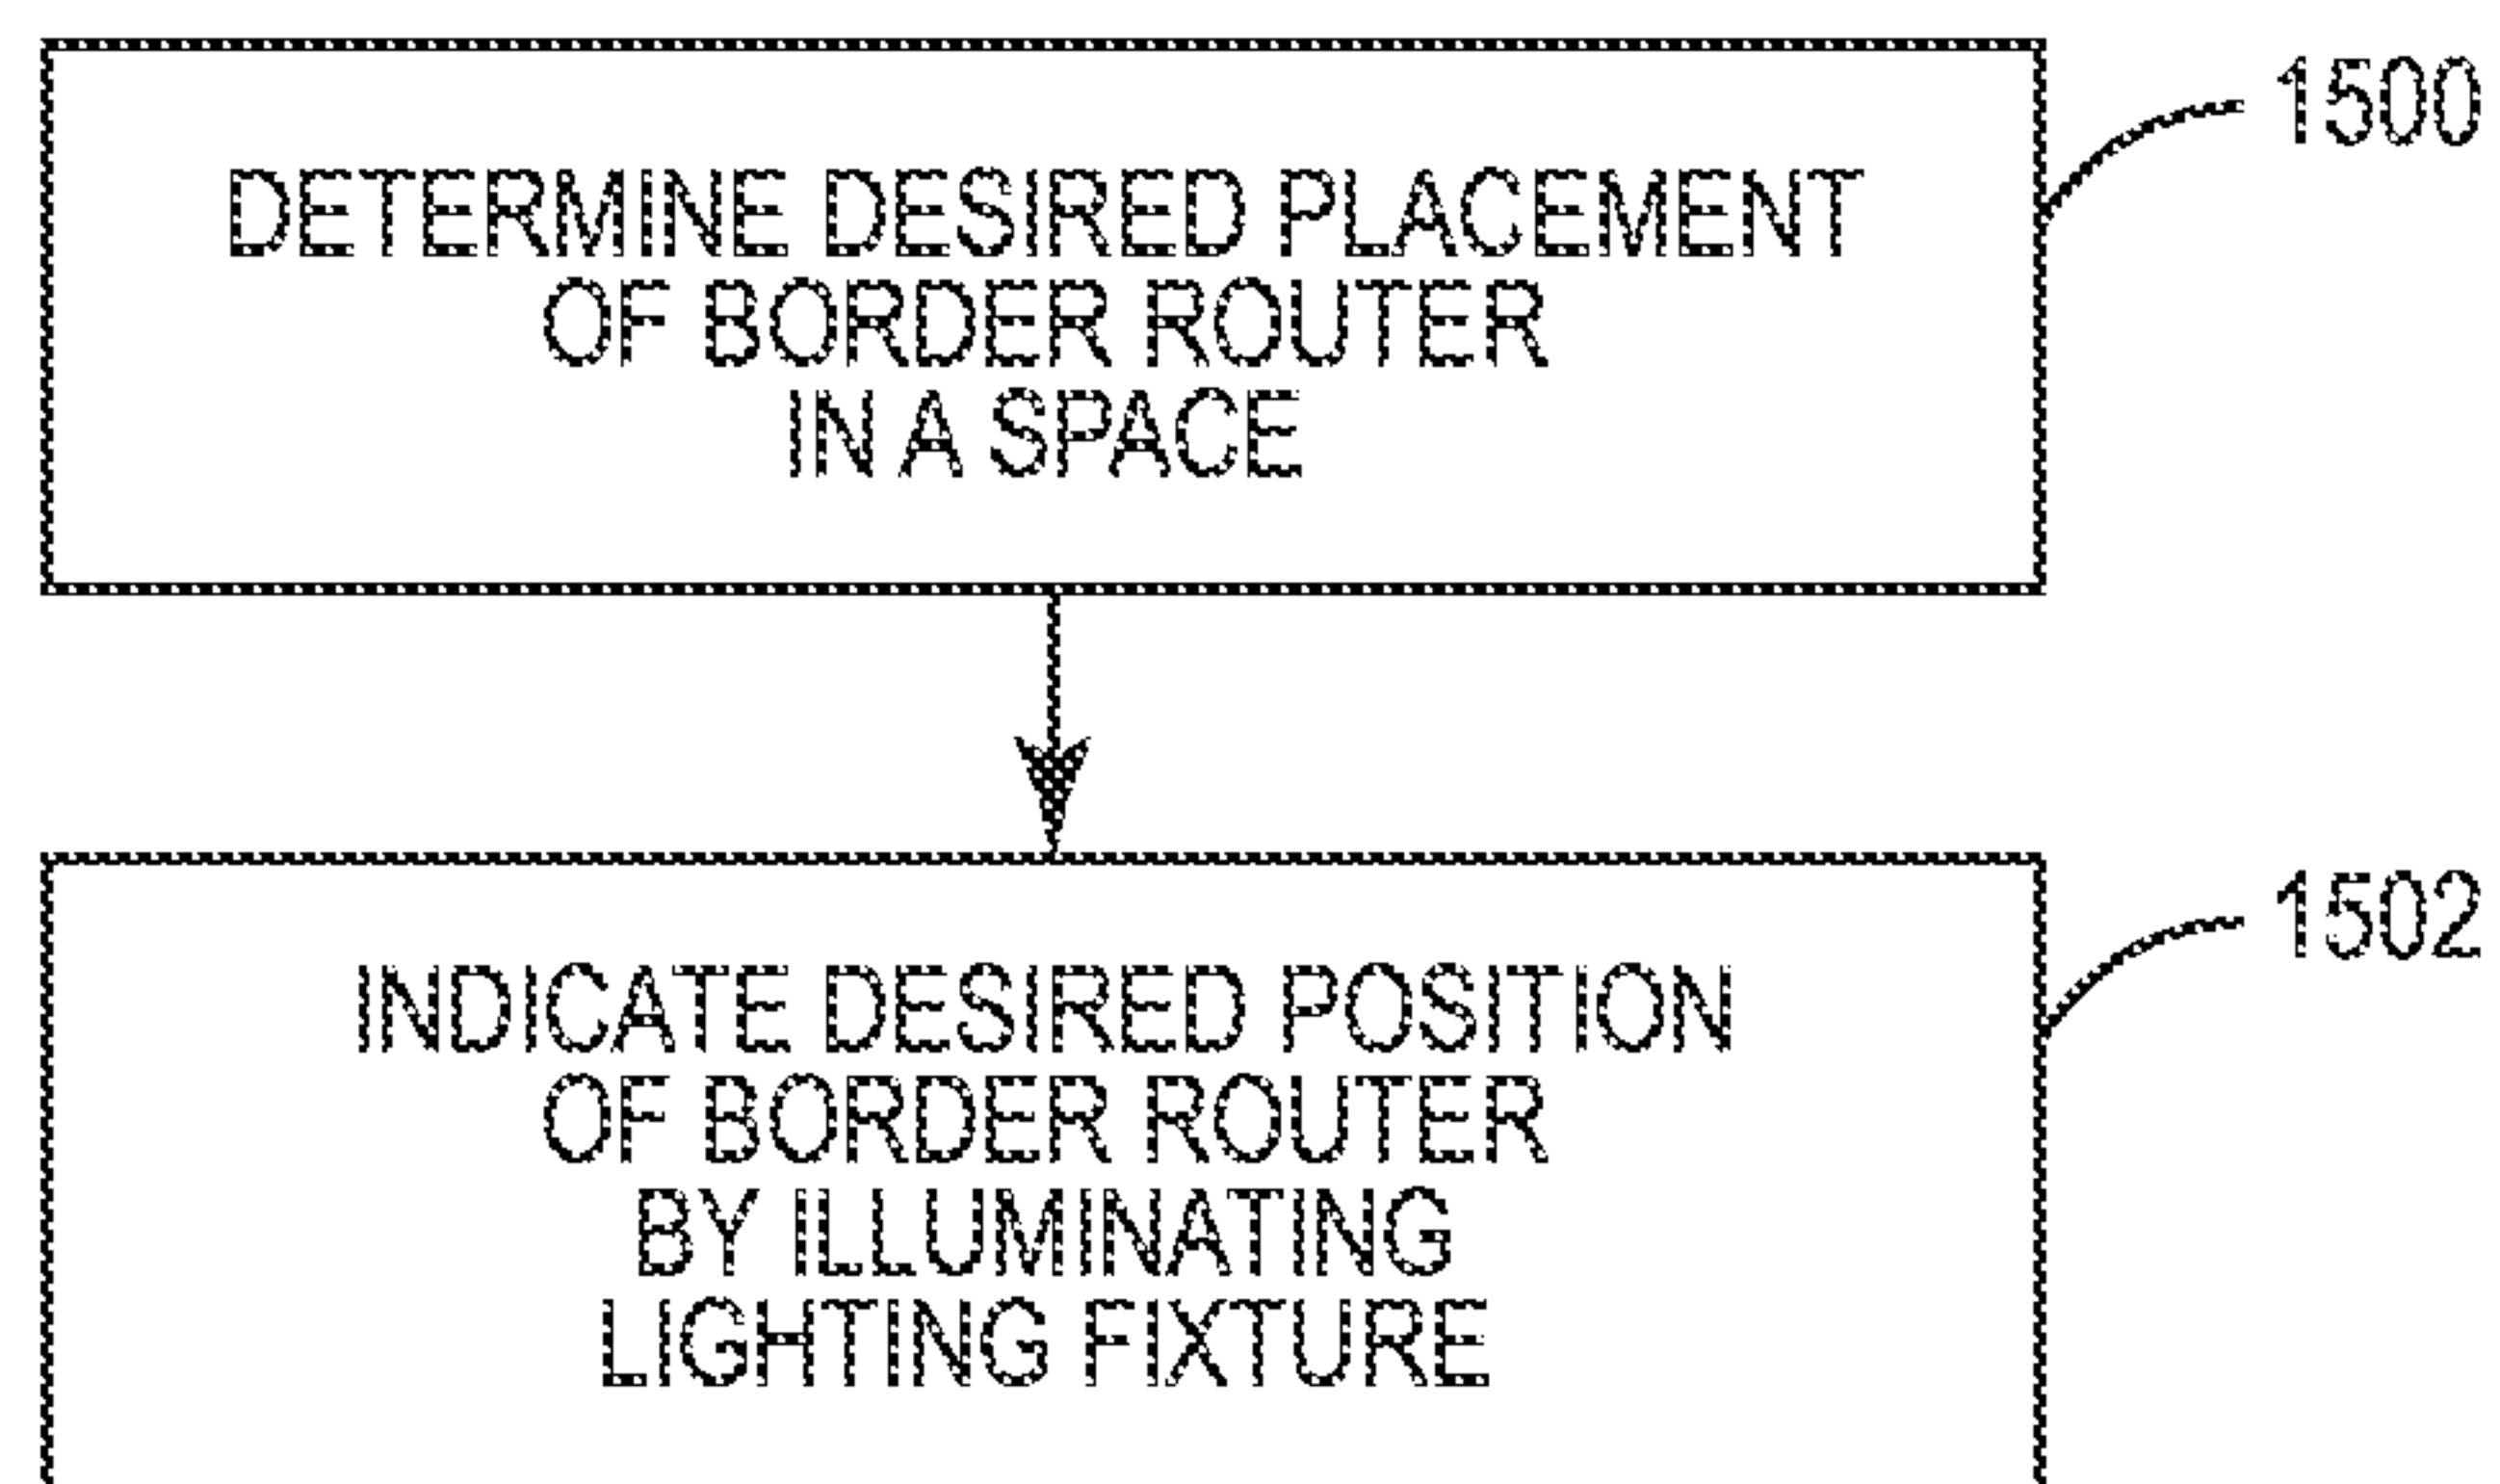 1500
DETERMINE DESIRED PLACEMENT
OF BORDER ROUTER
IN A SPACE
1502
INDICATE DESIRED POSITION
OF BORDER ROUTER
BY ILLUMINATING
LIGHTING FIXTURE